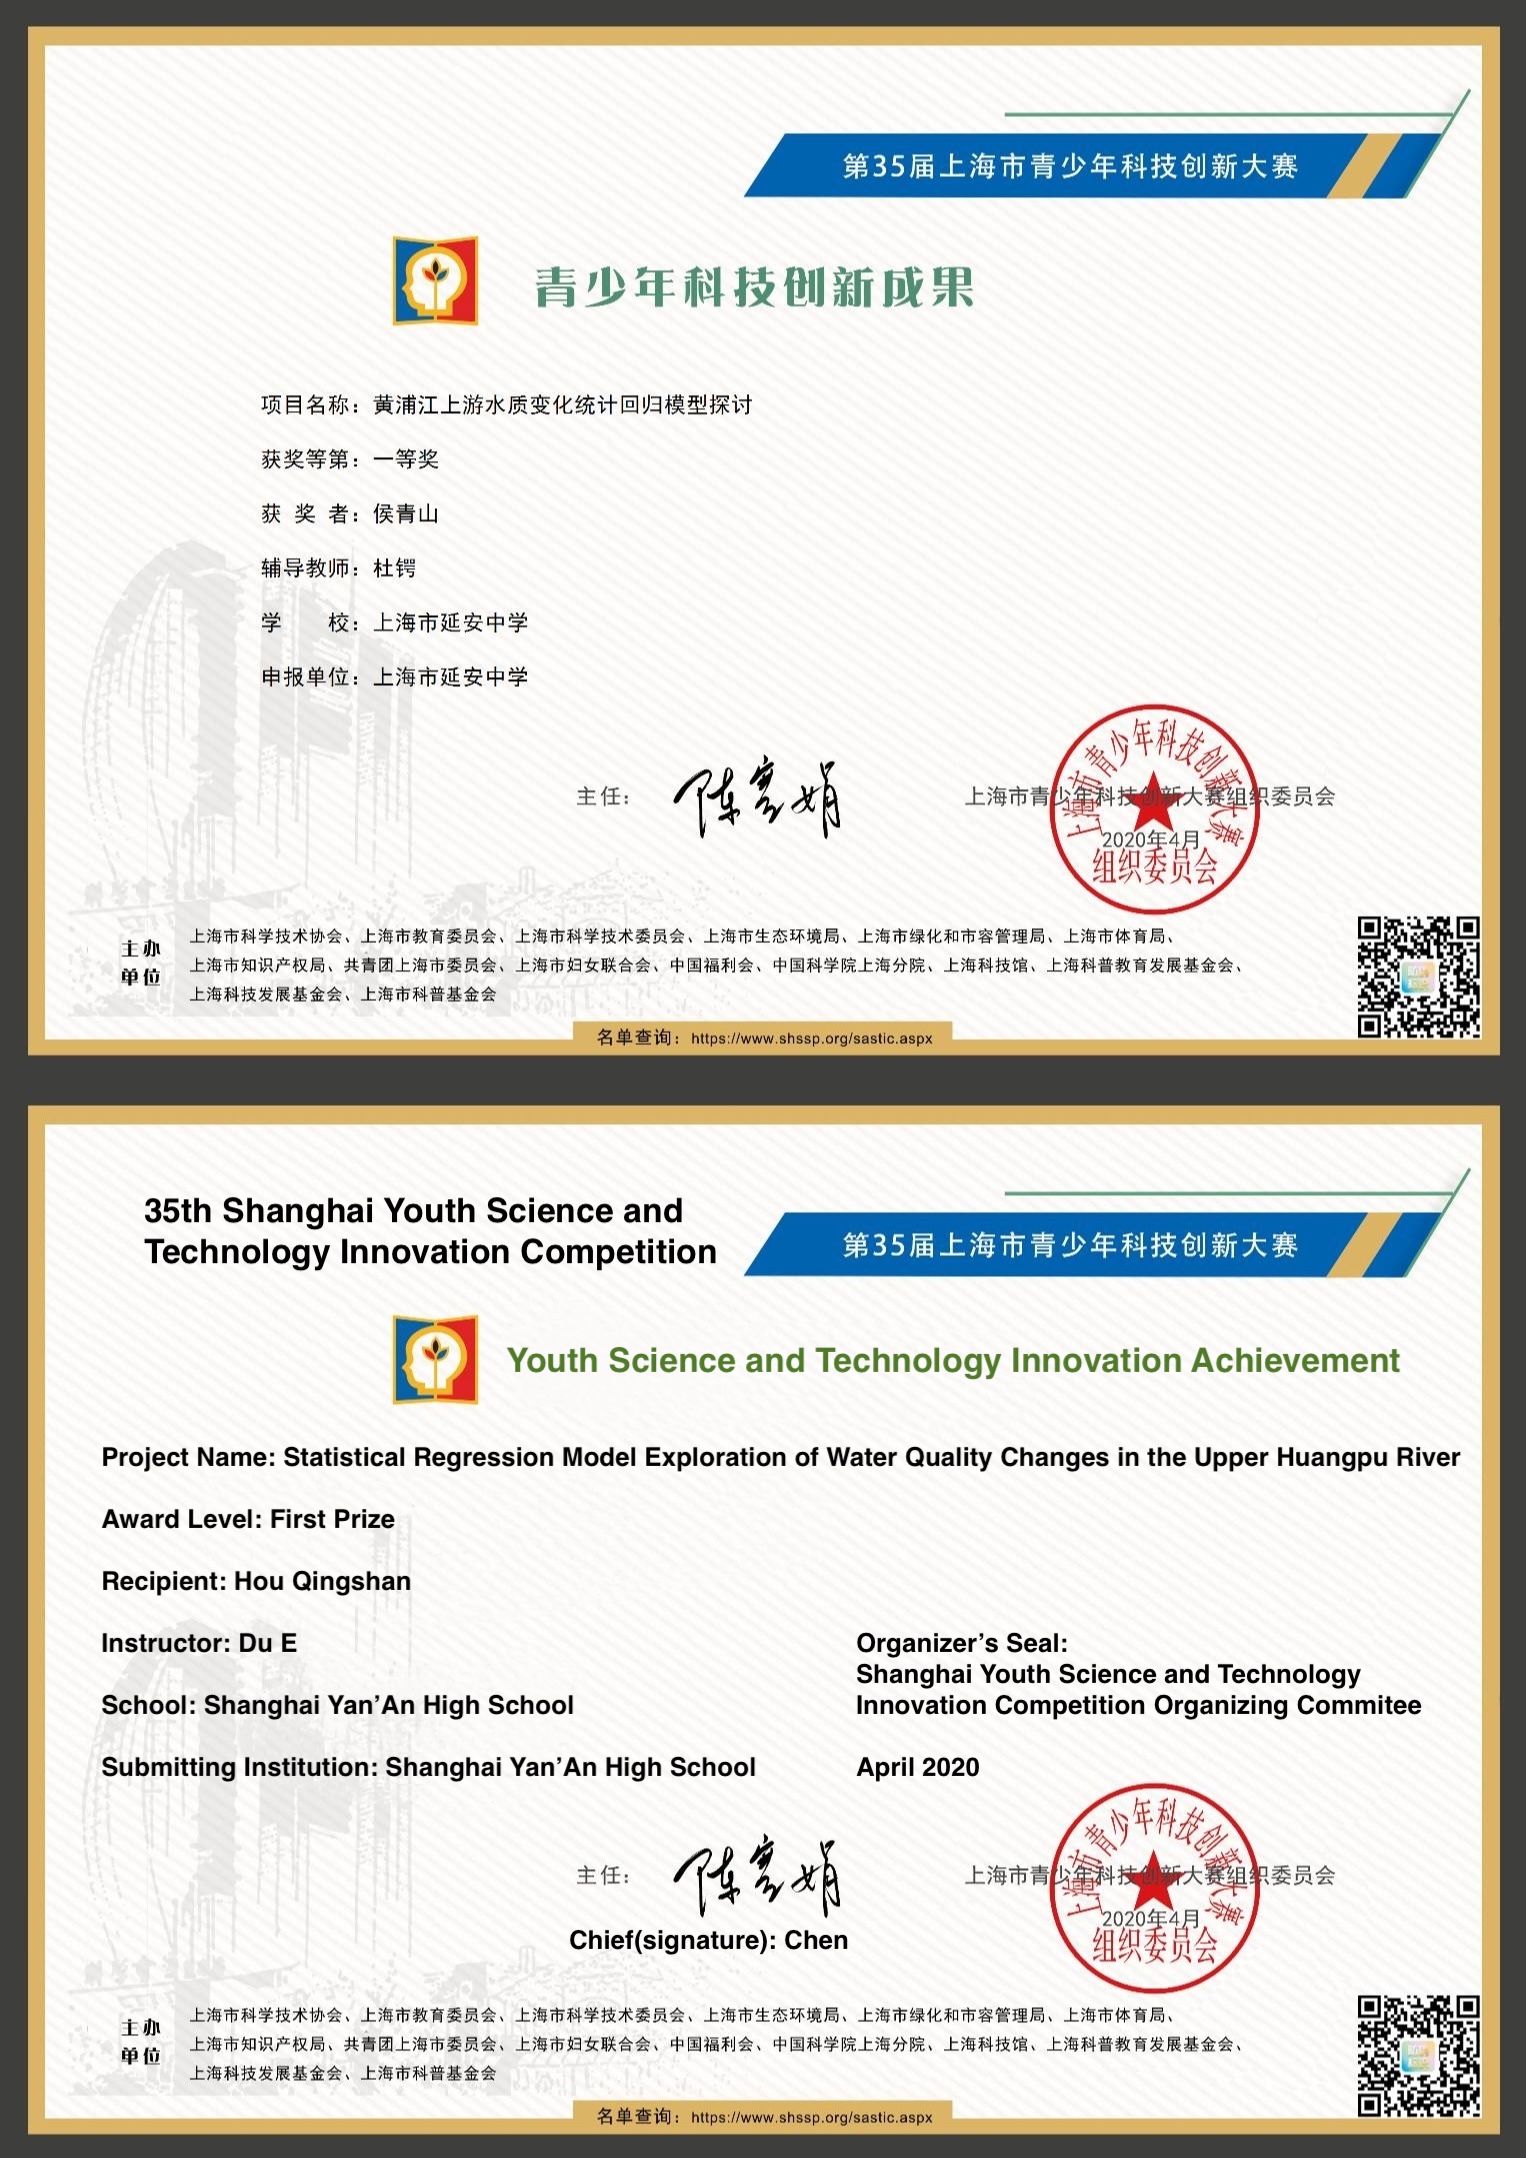 第35届上海市青少年科技创新大赛
青少年科技创新成果
项目名称：黄浦江上游水质变化统计回归模型探讨
获奖等第：一等奖
获 奖 者：侯青山
辅导教师：杜锷
学 校：上海市延安中学
申报单位：上海市延安中学
主任：
上海市青少年科技创新大赛组织委员会
2020年4月
上海市青少年科技创新大赛
组织委员会
主办
单位
上海市科学技术协会、上海市教育委员会、上海市科学技术委员会、上海市生态环境局、上海市绿化和市容管理局、上海市体育局、
上海市知识产权局、共青团上海市委员会、上海市妇女联合会、中国福利会、中国科学院上海分院、上海科技馆、上海科普教育发展基金会、
上海科技发展基金会、上海市科普基金会
名单查询：https://www.shssp.org/sastic.aspx
35th Shanghai Youth Science and
Technology Innovation Competition
第35届上海市青少年科技创新大赛
Youth Science and Technology Innovation Achievement
Project Name: Statistical Regression Model Exploration of Water Quality Changes in the Upper Huangpu River
Award Level: First Prize
Recipient: Hou Qingshan
Instructor: Du E
School: Shanghai Yan’An High School
Submitting Institution: Shanghai Yan’An High School
Organizer’s Seal:
Shanghai Youth Science and Technology
Innovation Competition Organizing Commitee
April 2020
主任：
Chief(signature): Chen
上海市青少年科技创新大赛组织委员会
2020年4月
上海市青少年科技创新大赛
组织委员会
主办
单位
上海市科学技术协会、上海市教育委员会、上海市科学技术委员会、上海市生态环境局、上海市绿化和市容管理局、上海市体育局、
上海市知识产权局、共青团上海市委员会、上海市妇女联合会、中国福利会、中国科学院上海分院、上海科技馆、上海科普教育发展基金会、
上海科技发展基金会、上海市科普基金会
名单查询：https://www.shssp.org/sastic.aspx